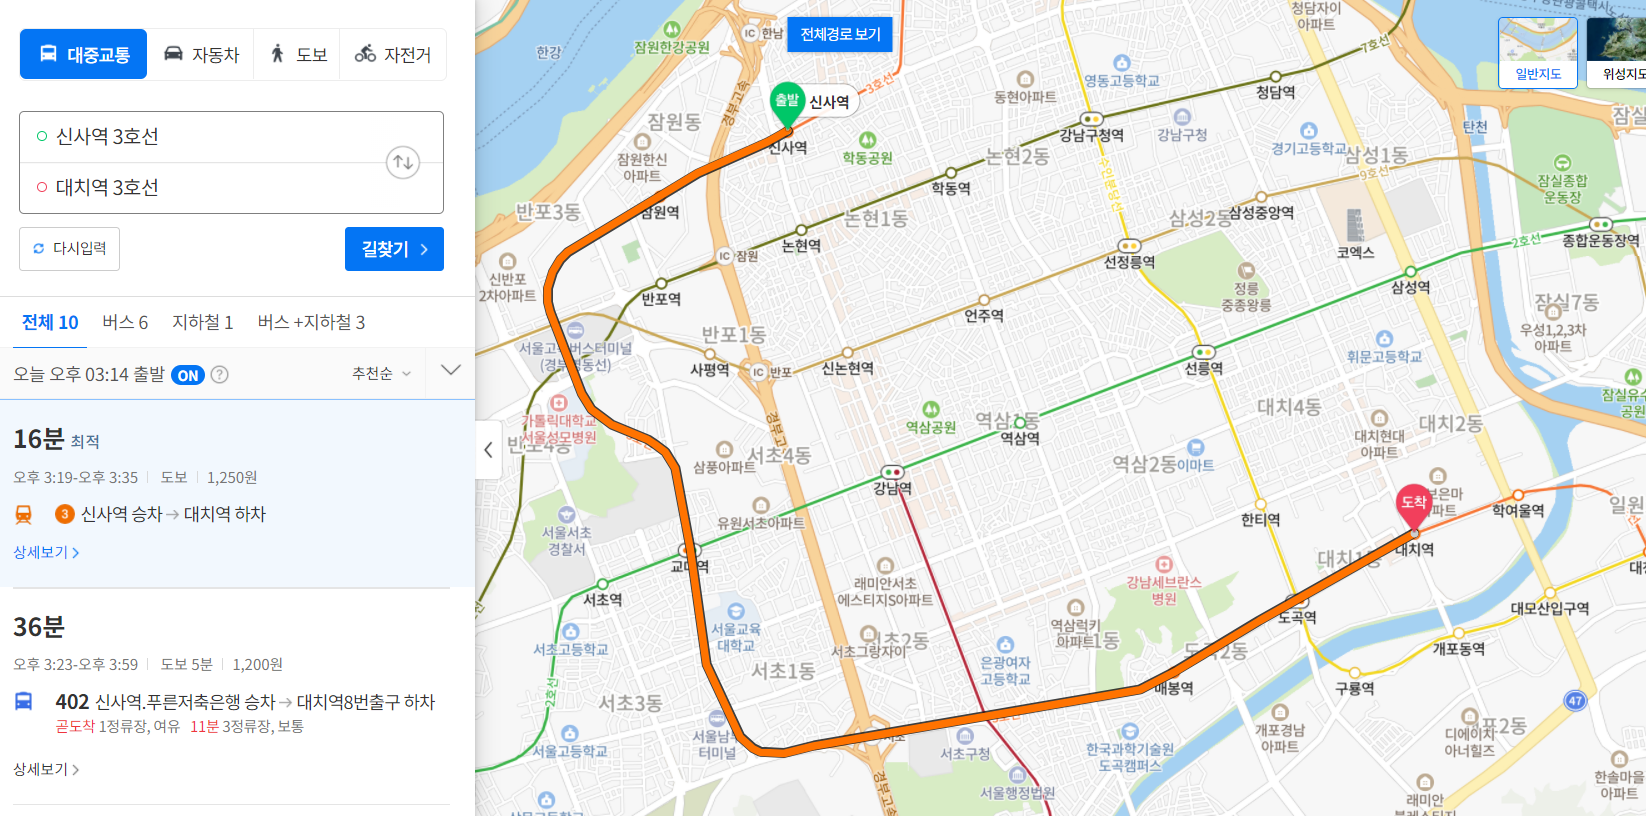 대중교통
자동차
도보
자전거
신사역 3호선
대치역 3호선
다시입력
길찾기
전체 10
버스 6
지하철 1
버스 +지하철 3
오늘 오후 03:14 출발
ON
?
추천순
16분 최적
오후 3:19-오후 3:35
도보
1,250원
3 신사역 승차→대치역 하차
상세보기
36분
오후 3:23-오후 3:59
도보 5분
1,200원
402 신사역.푸른저축은행 승차→대치역8번출구 하차
곧도착 1정류장, 여유 11분 3정류장, 보통
상세보기
전체경로 보기
일반지도
위성지도
한강
잠원한강공원
IC 한남
경부고속
잠원동
잠원한신
아파트
출발
신사역
신사역
3호선
학동공원
동현아파트
영동고등학교
청담자이
아파트
7호선
청담역
강남구청역
강남구청
경기고등학교
삼성1동
탄천
9호선
잠실종합
운동장
반포3동
잠원역
학동역
논현2동
논현1동
논현역
수인분당선
삼성2동
삼성중앙역
코엑스
종합운동장역
2호선
신반포
2차아파트
IC 잠원
반포역
선정릉역
정릉
중종왕릉
삼성역
잠실7동
우성1,2,3차
아파트
언주역
반포1동
서울고속버스터미널
(경부영동선)
사평역
IC 반포
신논현역
선릉역
휘문고등학교
가톨릭대학교
서울성모병원
반포4동
경부고속
역삼공원
역삼1동
역삼역
대치4동
대치현대
아파트
대치2동
잠실유수
공원
삼풍아파트
서초4동
강남역
역삼2동
이마트
유원서초아파트
서울서초
경찰서
한티역
도착
대치역
학여울역
일원
교대역
서초역
래미안서초
에스티지S아파트
강남세브란스
병원
도곡역
대모산입구역
서울교육
대학교
서울고등학교
서초그랑자이
역삼럭키
아파트
은광여자
고등학교
개포동역
서초1동
매봉역
구룡역
47
서초3동
2호선
서울고등학교
서초구청
한국과학기술원
도곡캠퍼스
개포경남
아파트
디에이치
아너힐즈
서울행정법원
경부고속
래미안
한솔마을
아파트